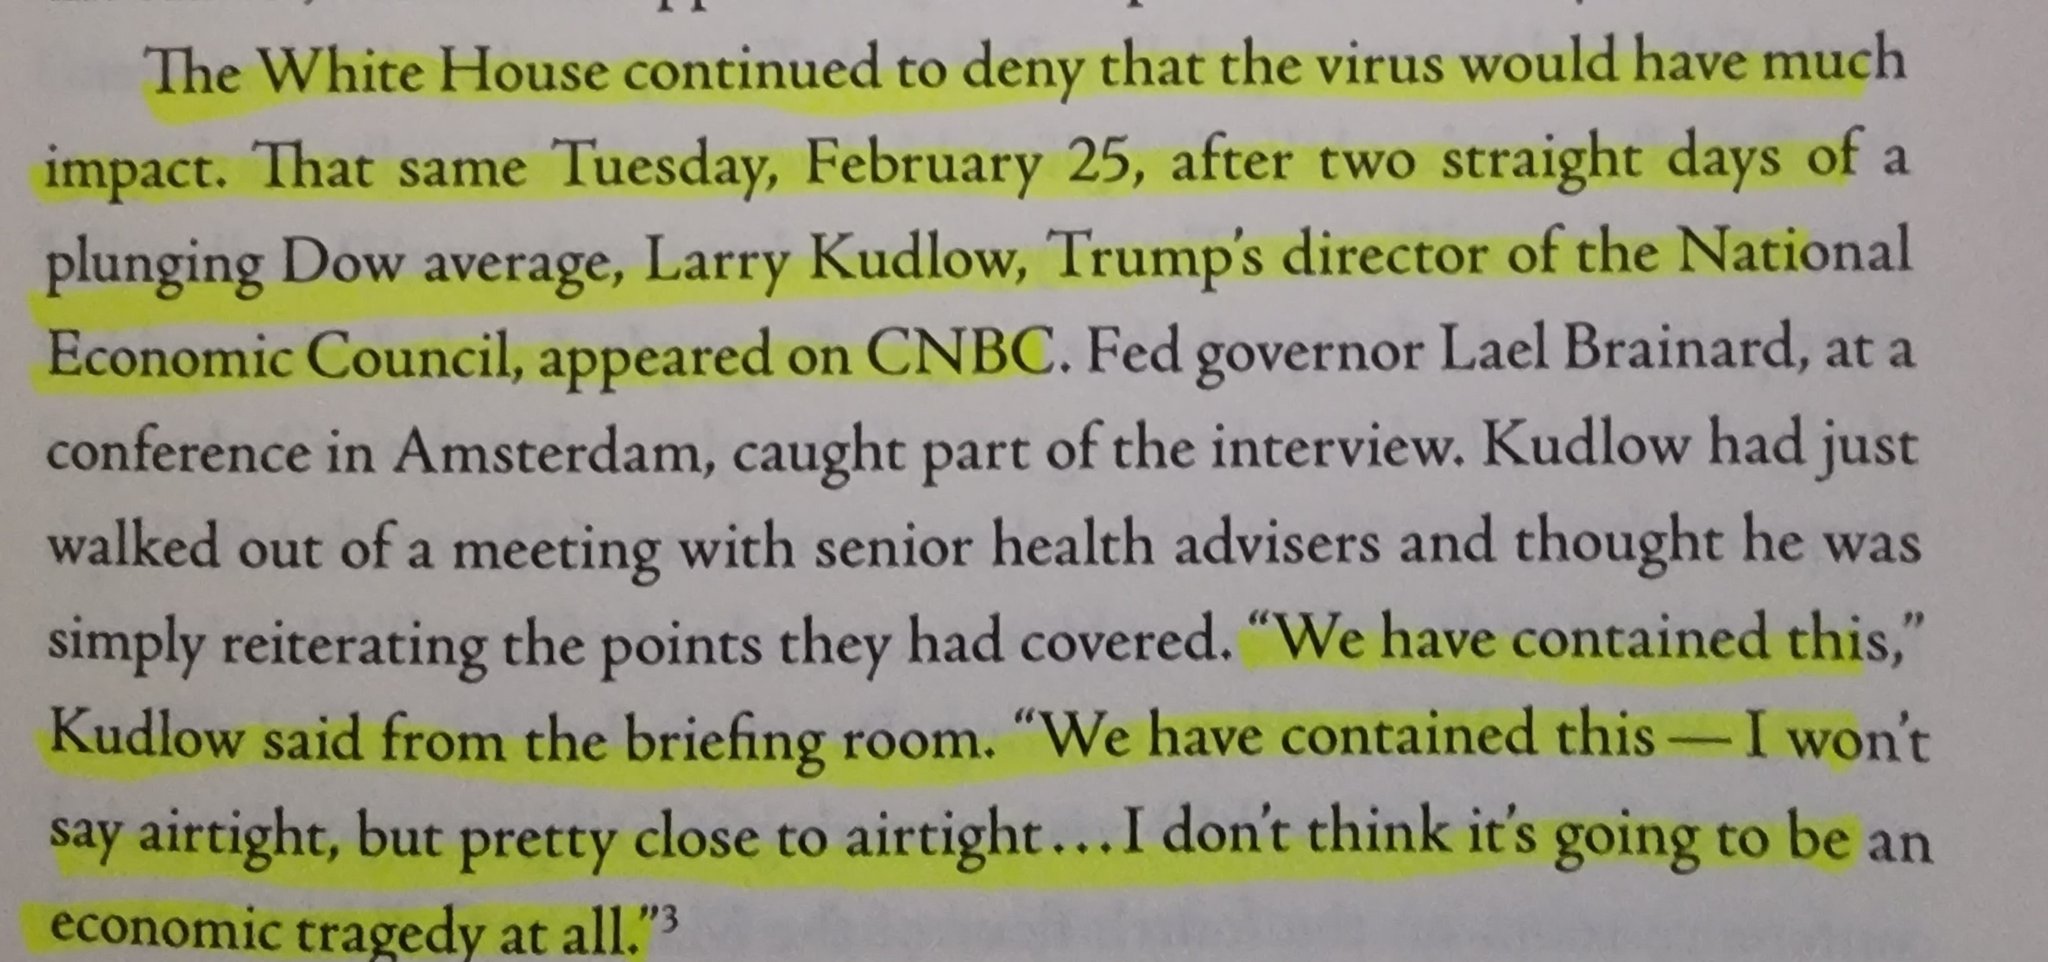 The White House continued to deny that the virus would have much
impact. That same Tuesday, February 25, after two straight days of a
plunging Dow average, Larry Kudlow, Trump's director of the National
Economic Council, appeared on CNBC. Fed governor Lael Brainard, at a
conference in Amsterdam, caught part of the interview. Kudlow had just
walked out of a meeting with senior health advisers and thought he was
simply reiterating the points they had covered. “We have contained this,”
Kudlow said from the briefing room. “We have contained this — I won't
say airtight, but pretty close to airtight…I don't think it's going to be an
economic tragedy at all.”3